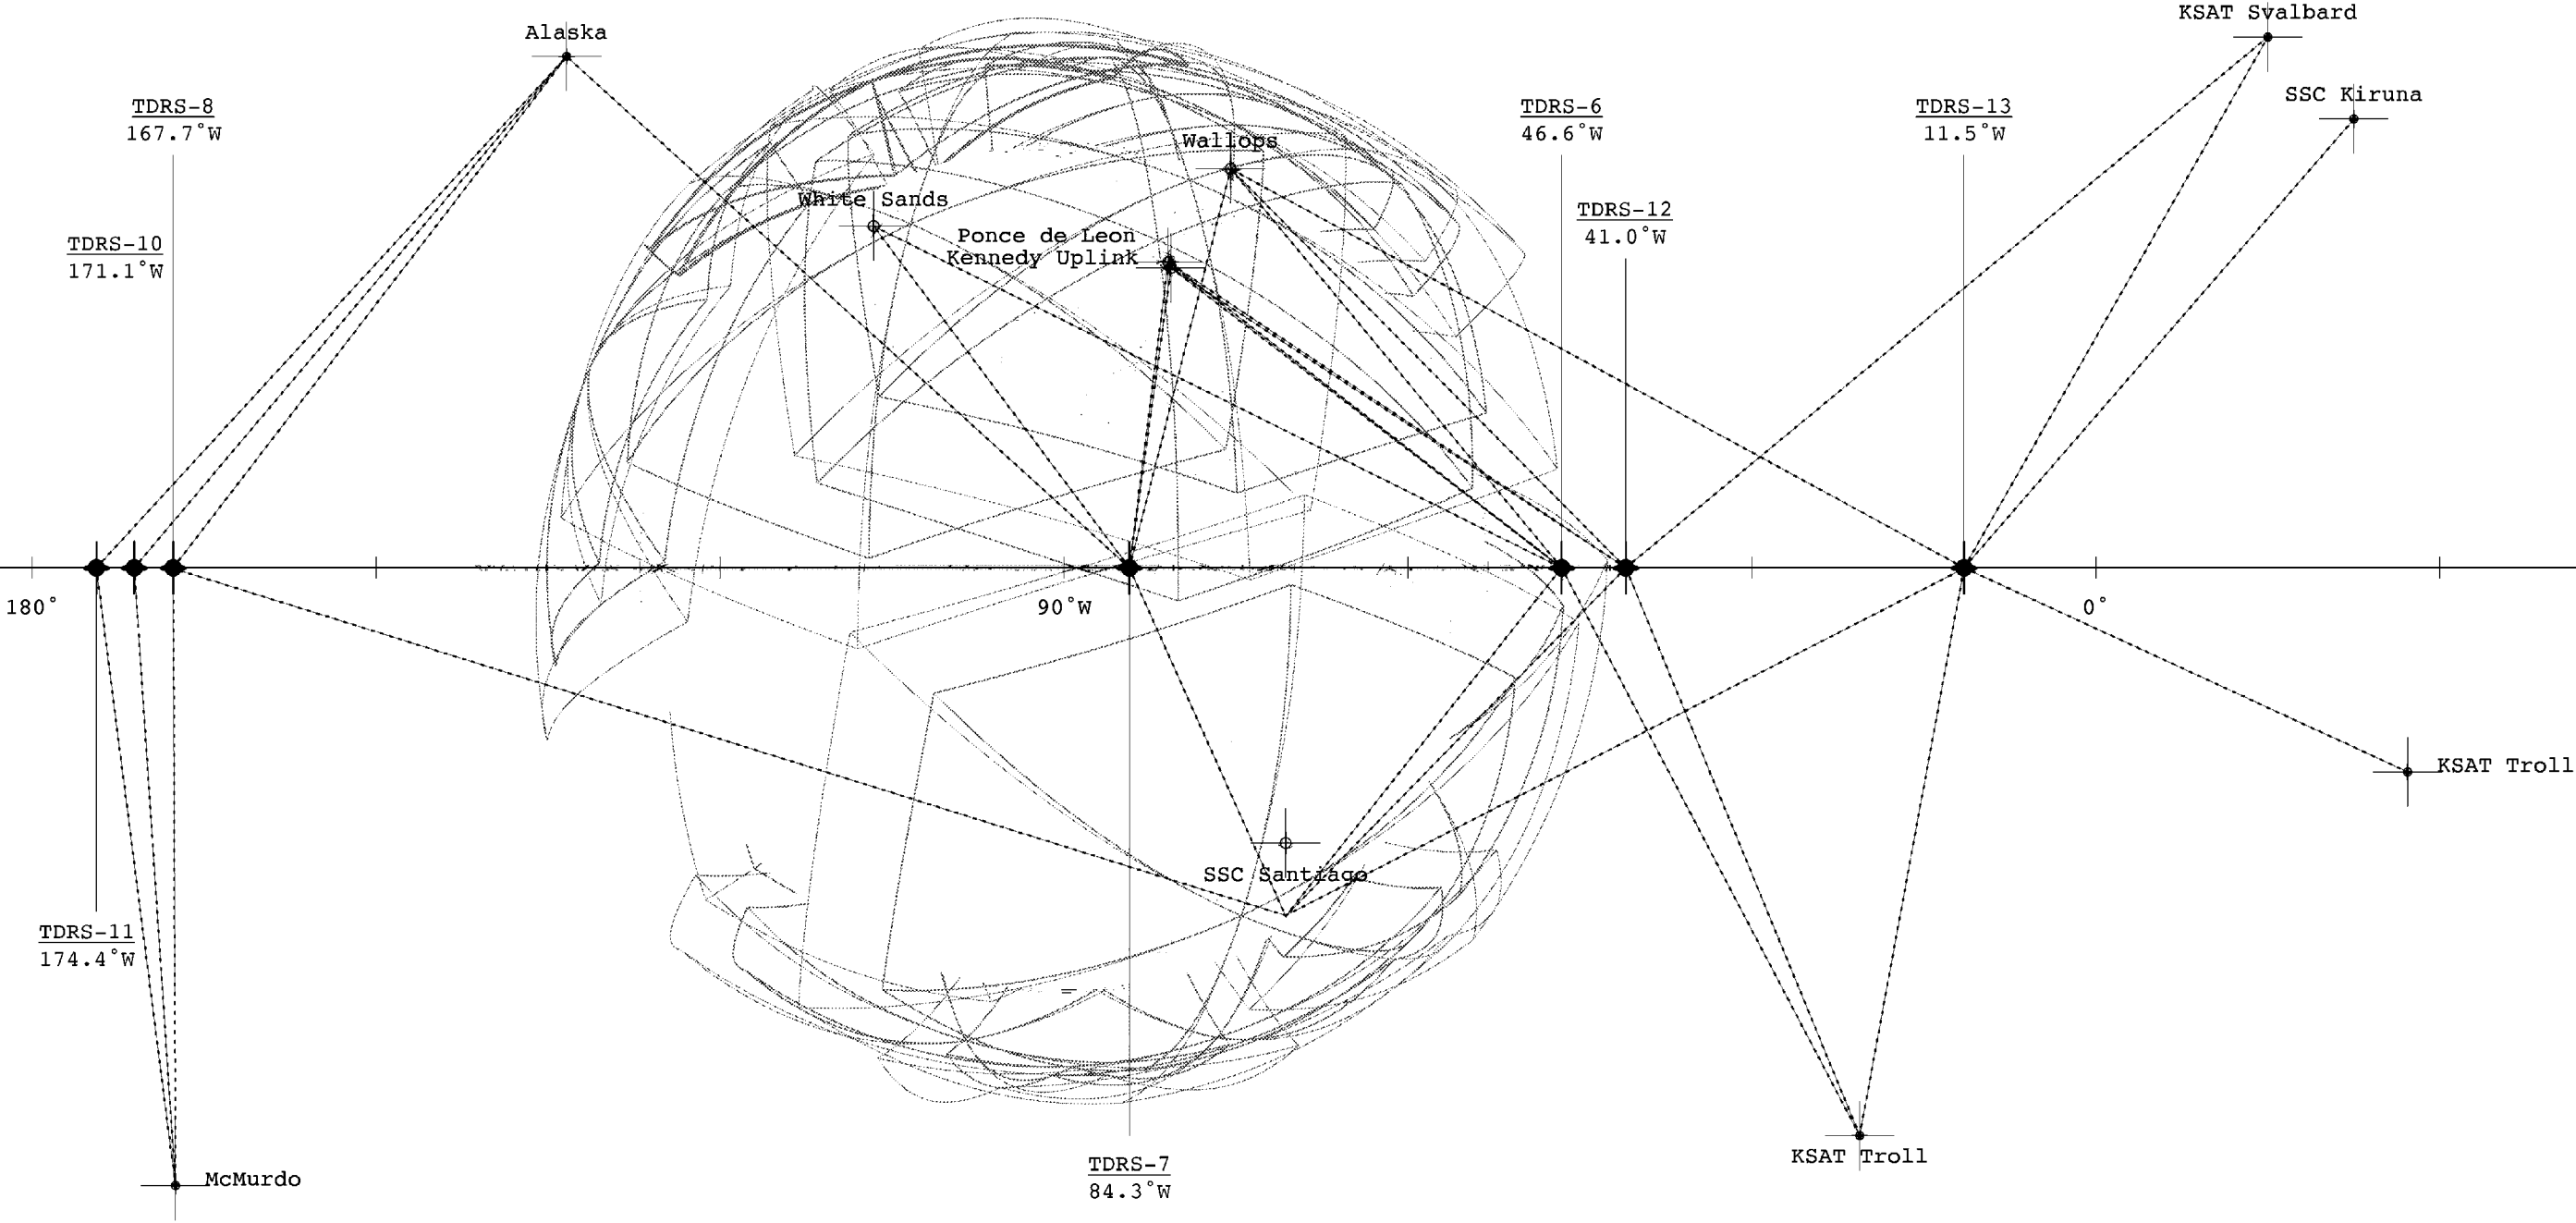 KSAT Svalbard
Alaska
SSC Kiruna
TDRS-8
167.7°W
TDRS-6
46.6°W
TDRS-13
11.5°W
Wallops
White Sands
TDRS-12
41.0°W
Ponce de Leon
Kennedy Uplink
TDRS-10
171.1°W
180°
90°W
0°
KSAT Troll
SSC Santiago
TDRS-11
174.4°W
KSAT Troll
TDRS-7
84.3°W
McMurdo